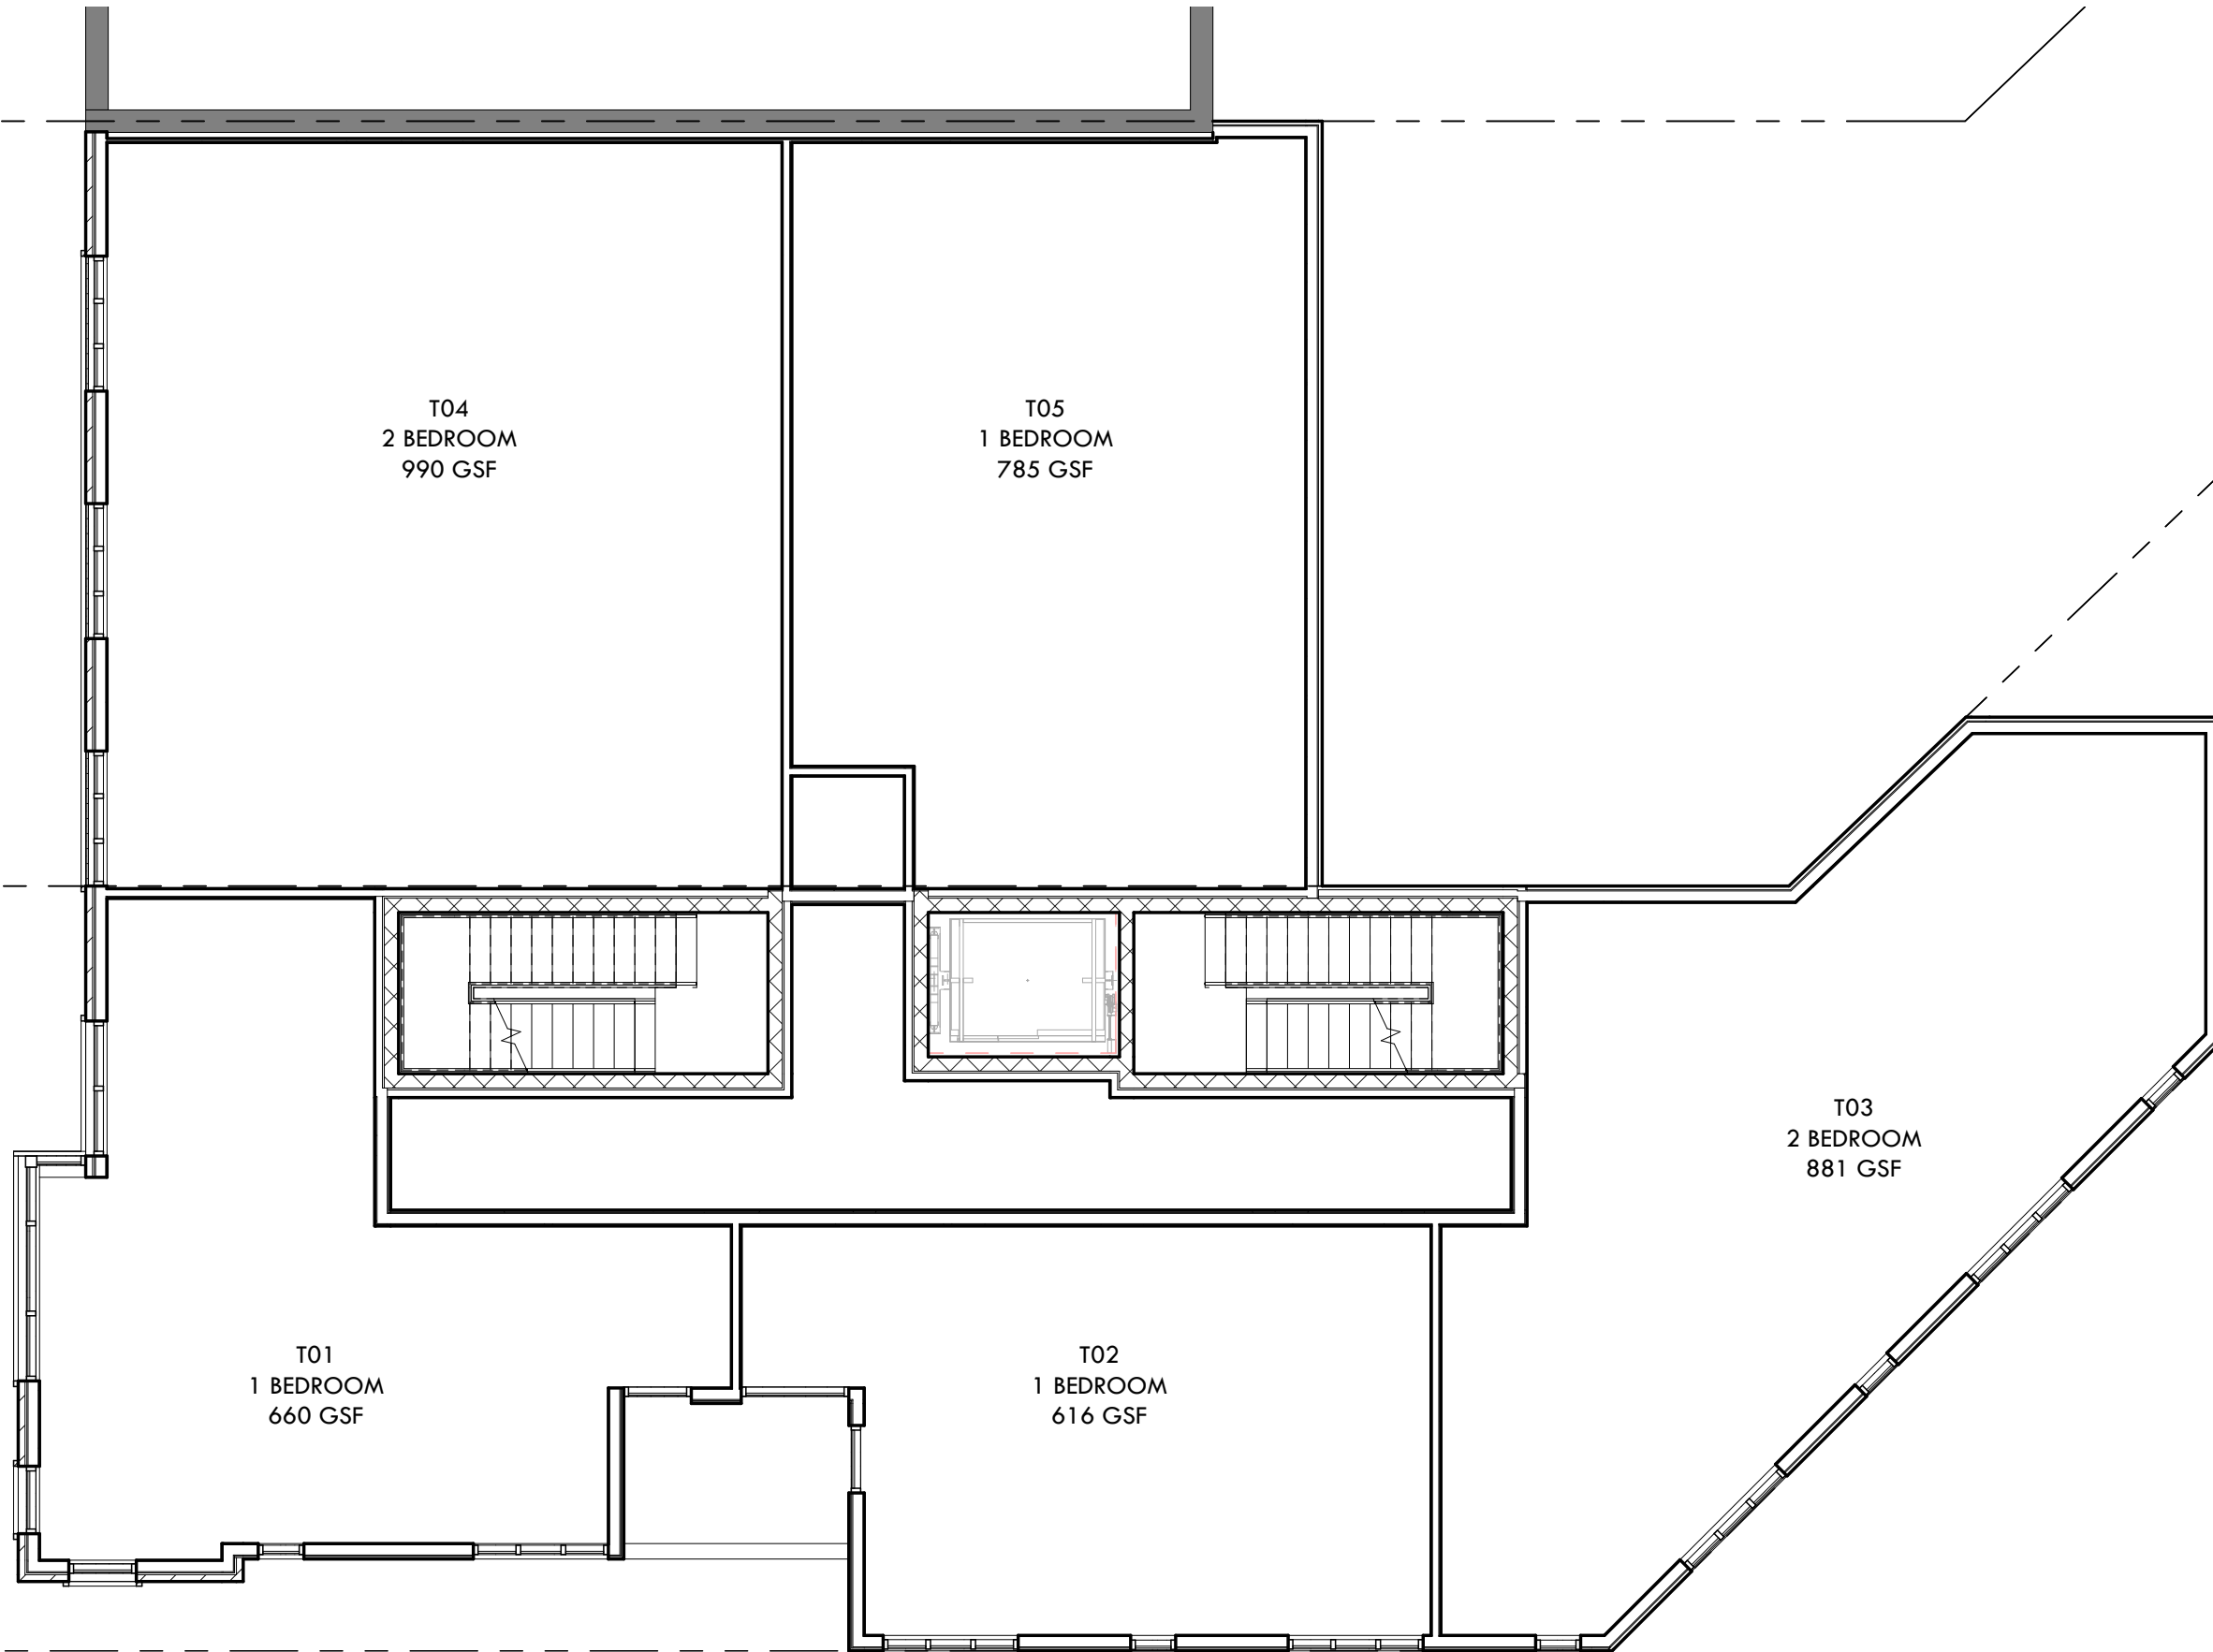 T04
2 BEDROOM
990 GSF
T05
1 BEDROOM
785 GSF
T03
2 BEDROOM
881 GSF
T01
1 BEDROOM
660 GSF
T02
1 BEDROOM
616 GSF